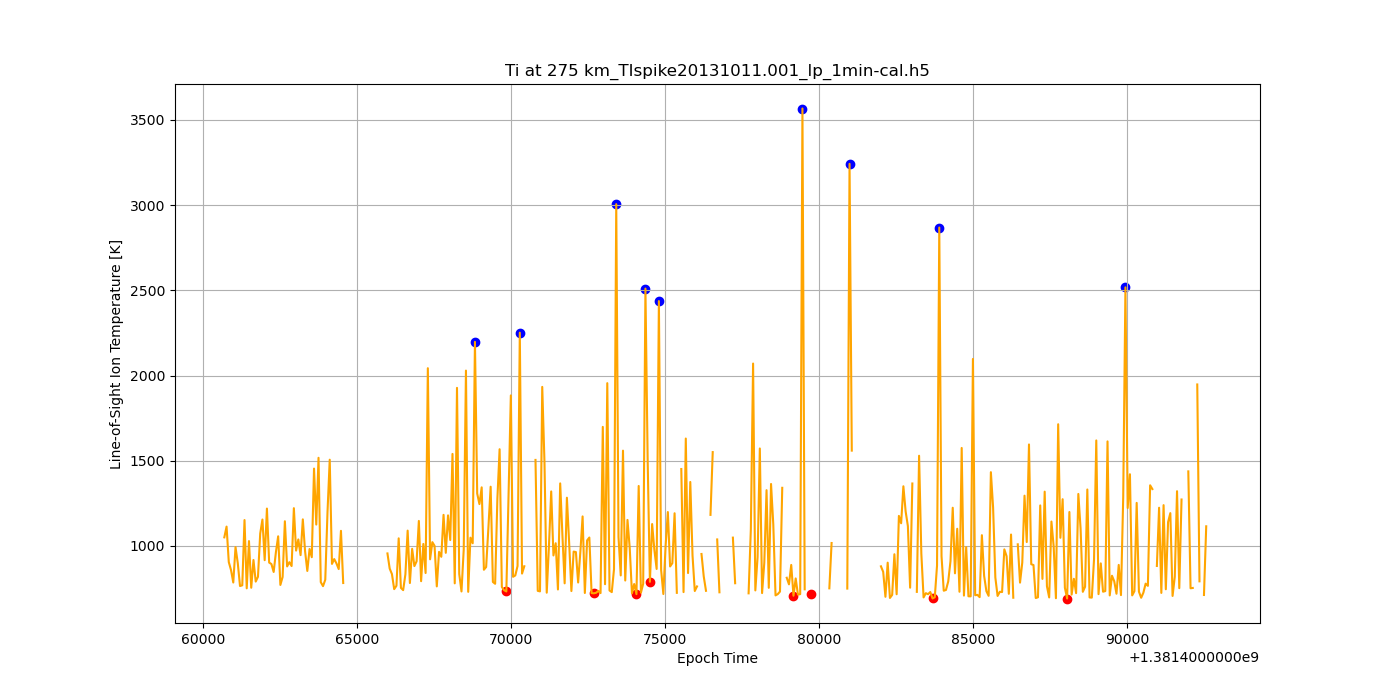 Ti at 275 km_TIspike20131011.001_lp_1min-cal.h5
Line-of-Sight Ion Temperature [K]
3500
3000
2500
2000
1500
1000
60000 65000 70000 75000 80000 85000 90000
+1.3814000000e9
Epoch Time